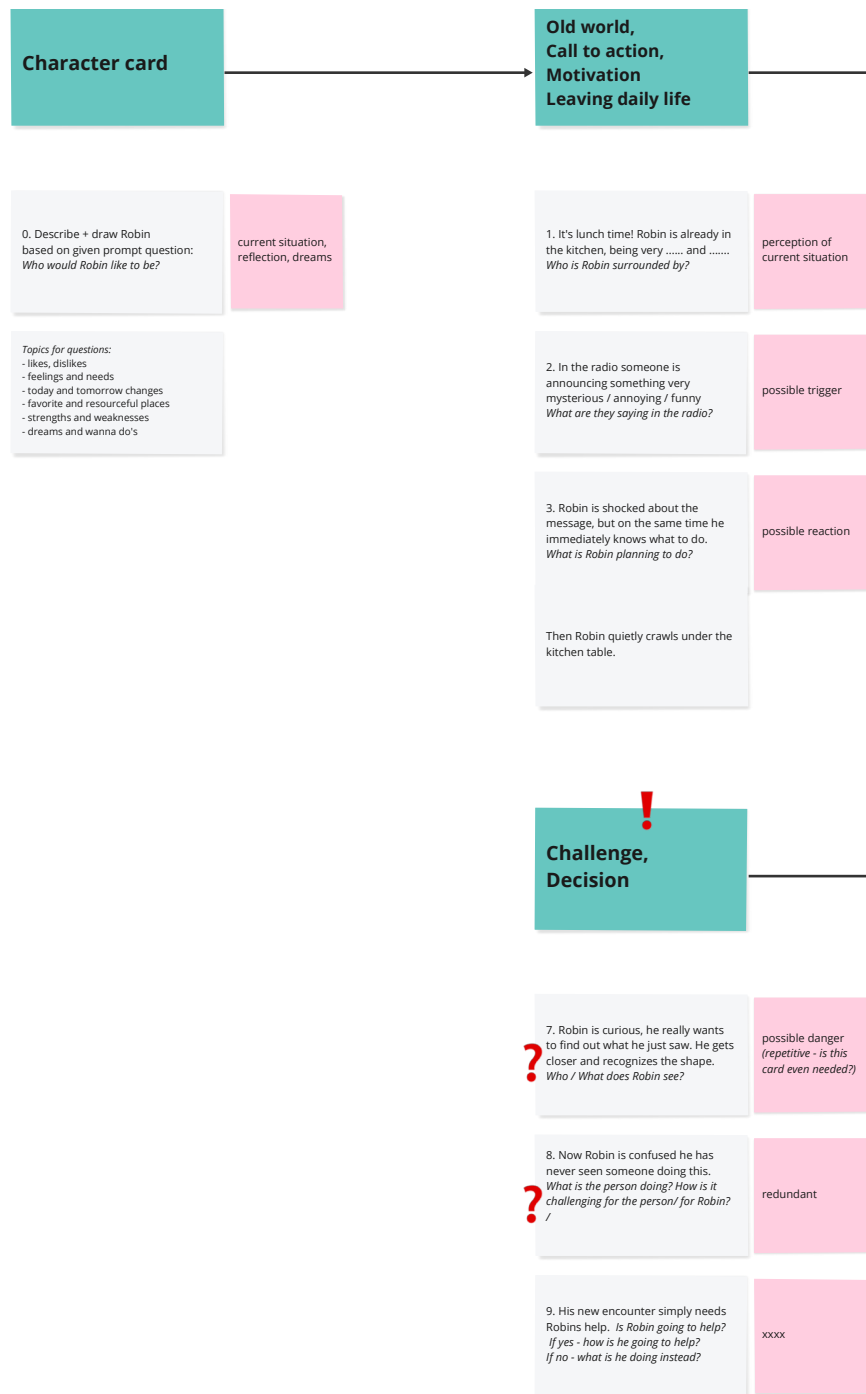 Character card
Old world,
Call to action,
Motivation
Leaving daily life
0. Describe + draw Robin
based on given prompt question:
Who would Robin like to be?
current situation,
reflection, dreams
Topics for questions:
- likes, dislikes
- feelings and needs
- today and tomorrow changes
- favorite and resourceful places
- strengths and weaknesses
- dreams and wanna do's
1. It's lunch time! Robin is already in
the kitchen, being very ...... and .......
Who is Robin surrounded by?
perception of
current situation
2. In the radio someone is
announcing something very
mysterious / annoying / funny
What are they saying in the radio?
possible trigger
3. Robin is shocked about the
message, but on the same time he
immediately knows what to do.
What is Robin planning to do?
possible reaction
Then Robin quietly crawls under the
kitchen table.
!
Challenge,
Decision
?
7. Robin is curious, he really wants
to find out what he just saw. He gets
closer and recognizes the shape.
Who / What does Robin see?
possible danger
(repetitive - is this
card even needed?)
?
8. Now Robin is confused he has
never seen someone doing this.
What is the person doing? How is it
challenging for the person/ for Robin?
/
redundant
9. His new encounter simply needs
Robins help. Is Robin going to help?
If yes - how is he going to help?
If no - what is he doing instead?
xxxx